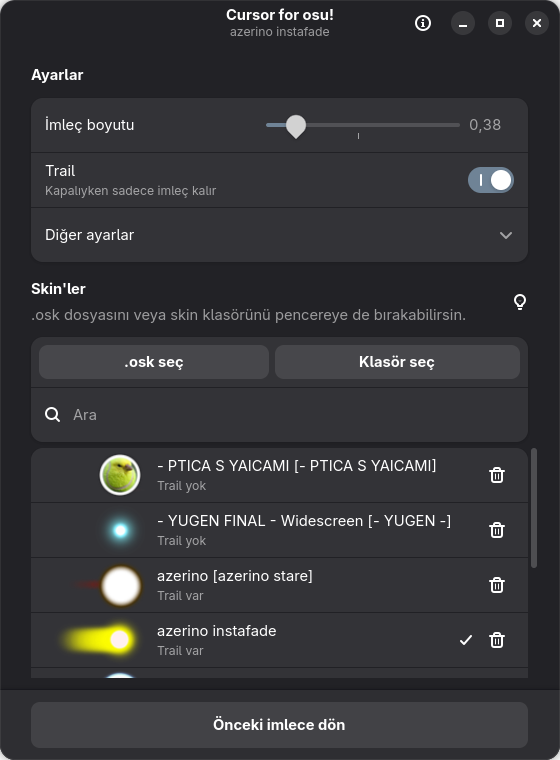 Cursor for osu!
azerino instafade
Ayarlar
İmleç boyutu
0,38
Trail
Kapalıyken sadece imleç kalır
Diğer ayarlar
Skin'ler
.osk dosyasını veya skin klasörünü pencereye de bırakabilirsin.
.osk seç
Klasör seç
Ara
- PTICA S YAICAMI [- PTICA S YAICAMI]
Trail yok
- YUGEN FINAL - Widescreen [- YUGEN -]
Trail yok
azerino [azerino stare]
Trail var
azerino instafade
Trail var
Önceki imlece dön